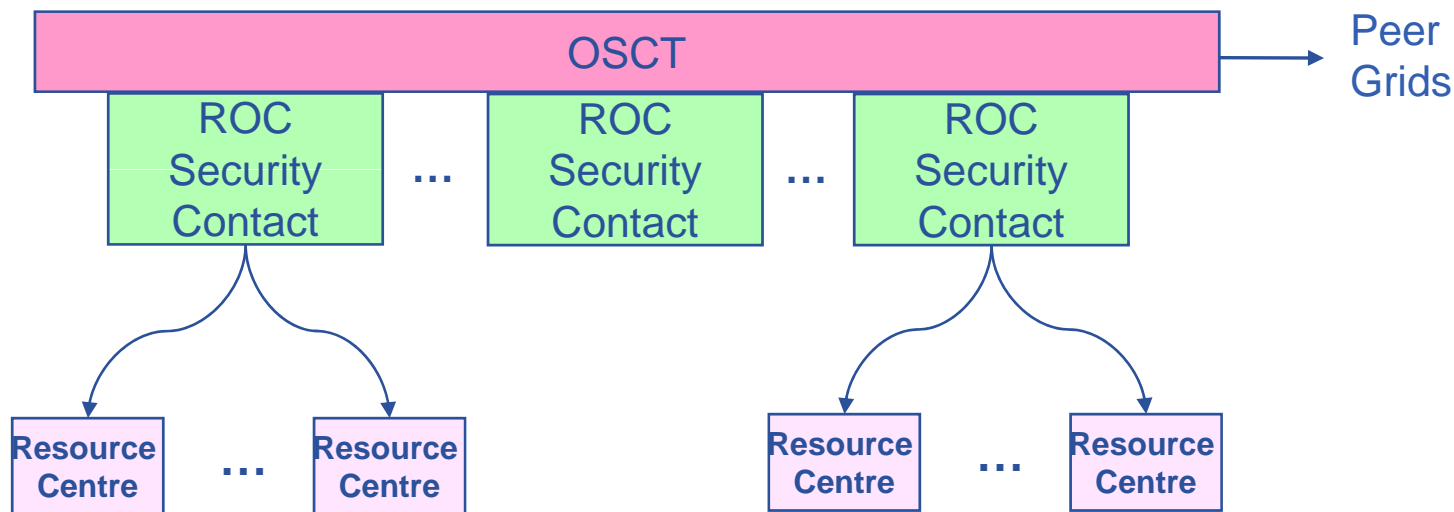 OSCT
Peer
Grids
ROC
Security
Contact
...
ROC
Security
Contact
...
ROC
Security
Contact
Resource
Centre
...
Resource
Centre
Resource
Centre
...
Resource
Centre